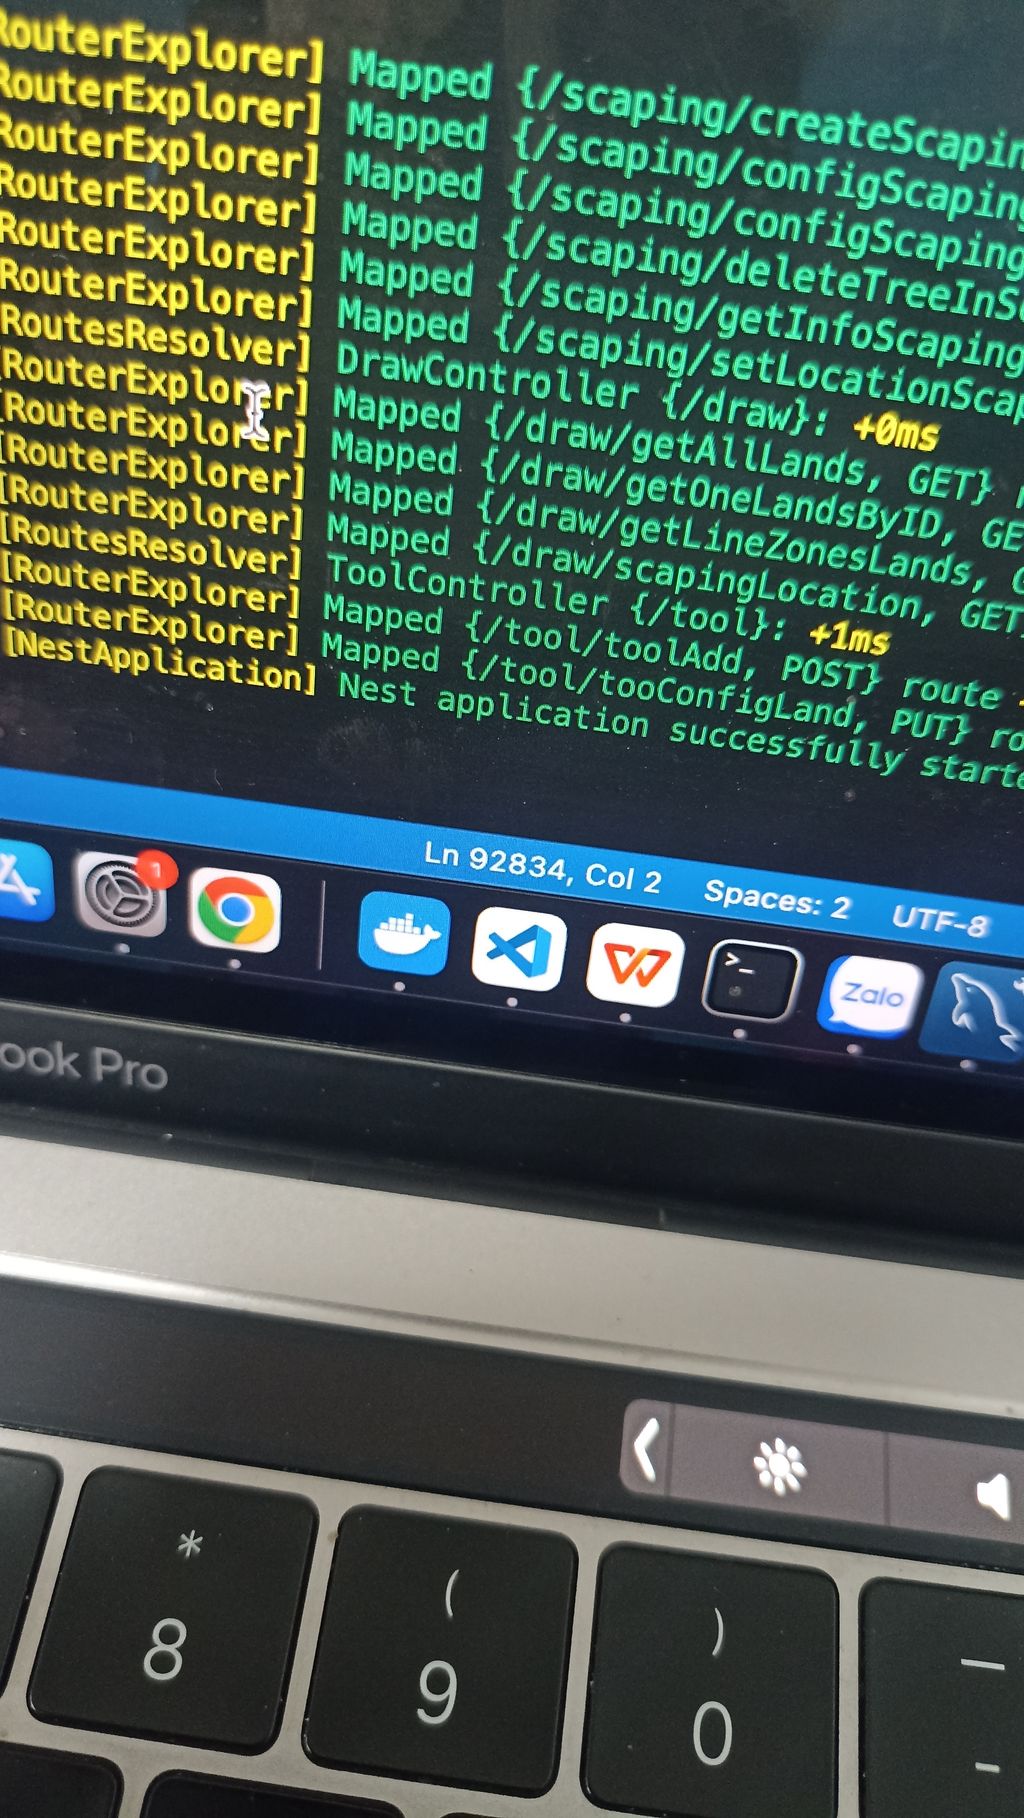 RouterExplorer] Mapped {/scaping/createScapin
RouterExplorer] Mapped {/scaping/configScaping
RouterExplorer] Mapped {/scaping/configScaping
RouterExplorer] Mapped {/scaping/deleteTreeInSc
RouterExplorer] Mapped {/scaping/getInfoScaping
RouterExplorer] Mapped {/scaping/setLocationScap
[RoutesResolver] DrawController {/draw}: +0ms
[RouterExplorer] Mapped {/draw/getAllLands, GET} r
[RouterExplorer] Mapped {/draw/getOneLandsByID, GE
[RouterExplorer] Mapped {/draw/getLineZonesLands, G
[RouterExplorer] Mapped {/draw/scapingLocation, GET
[RoutesResolver] ToolController {/tool}: +1ms
[RouterExplorer] Mapped {/tool/toolAdd, POST} route
[RouterExplorer] Mapped {/tool/tooConfigLand, PUT} ro
[NestApplication] Nest application successfully starte
Ln 92834, Col 2 Spaces: 2 UTF-8
1
>_
Zalo
ook Pro
* ( ) _
8 9 0 -